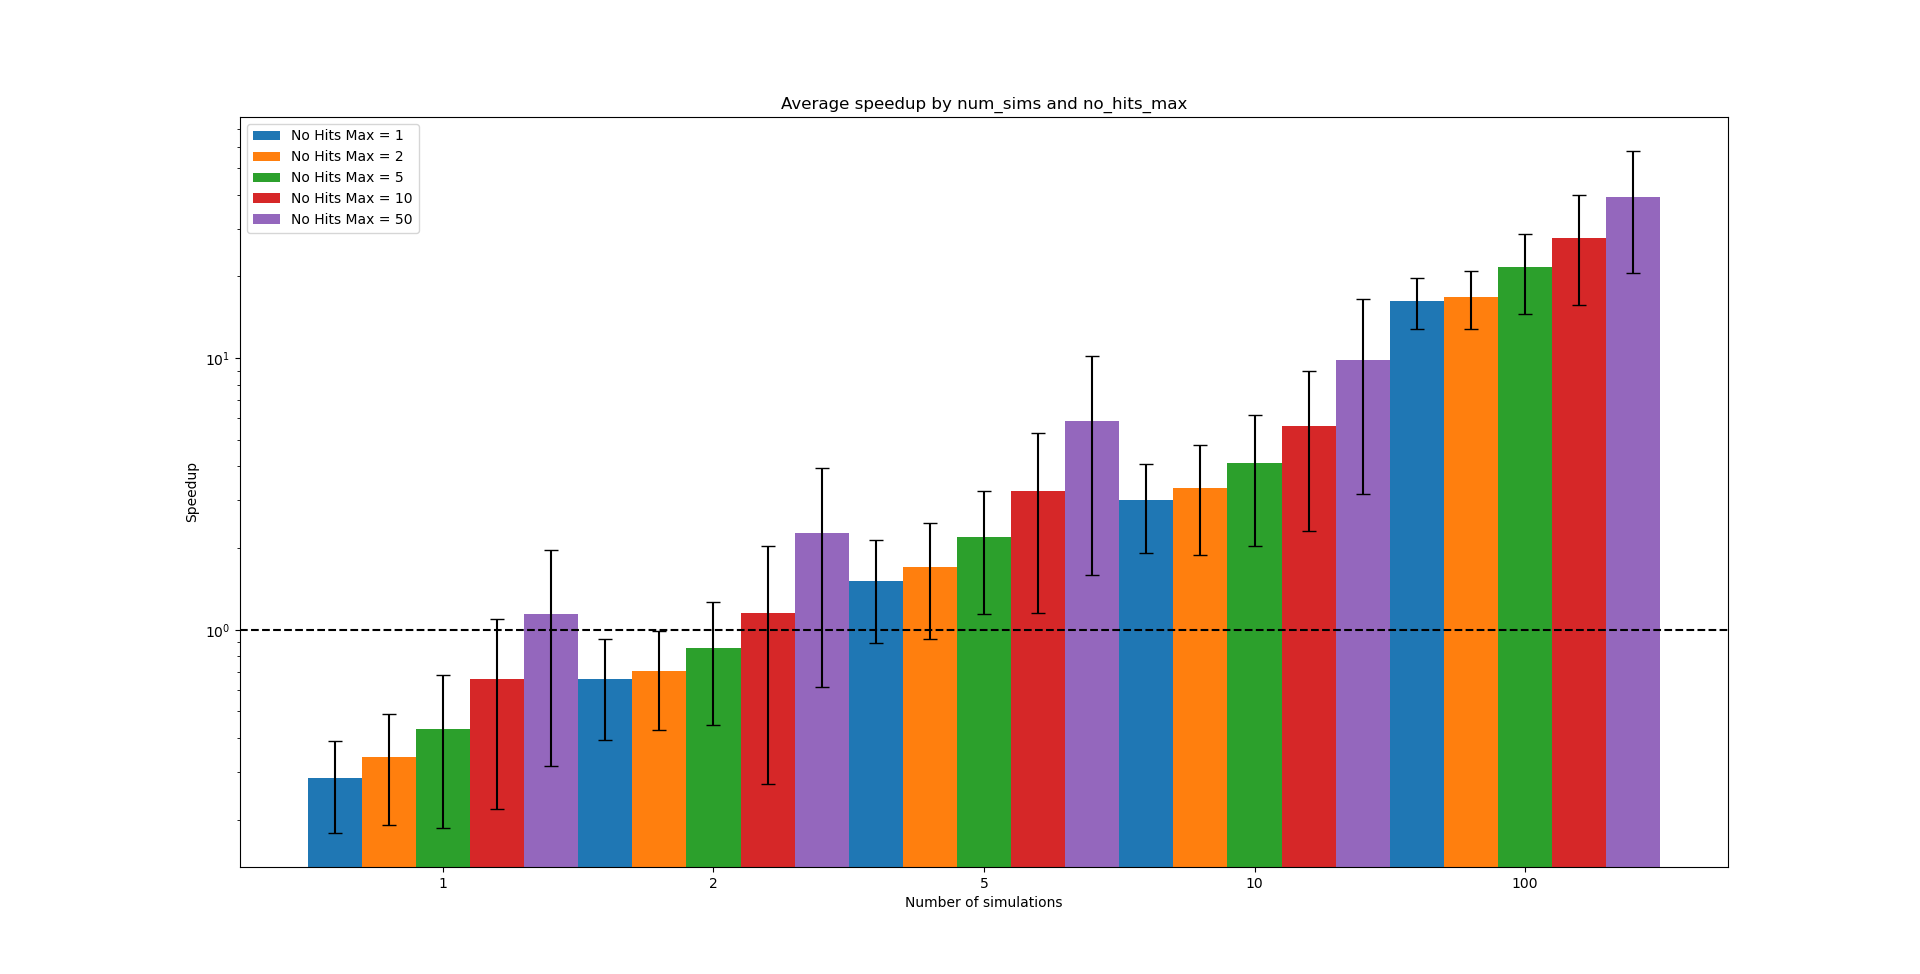 Average speedup by num_sims and no_hits_max
No Hits Max = 1
No Hits Max = 2
No Hits Max = 5
No Hits Max = 10
No Hits Max = 50
Speedup
10¹
10⁰
1 2 5 10 100
Number of simulations